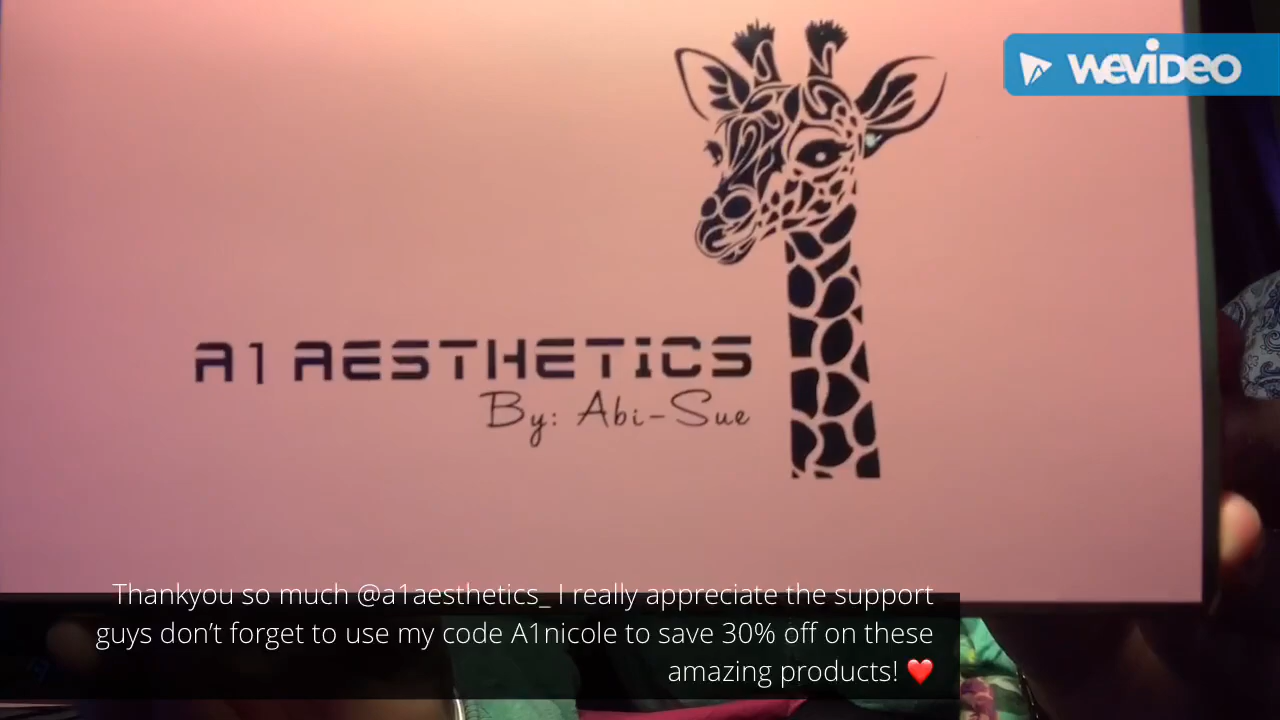 WEVIDEO
A1 AESTHETICS
By: Abi-Sue
Thankyou so much @a1aesthetics_ I really appreciate the support
guys don’t forget to use my code A1nicole to save 30% off on these
amazing products! ❤️